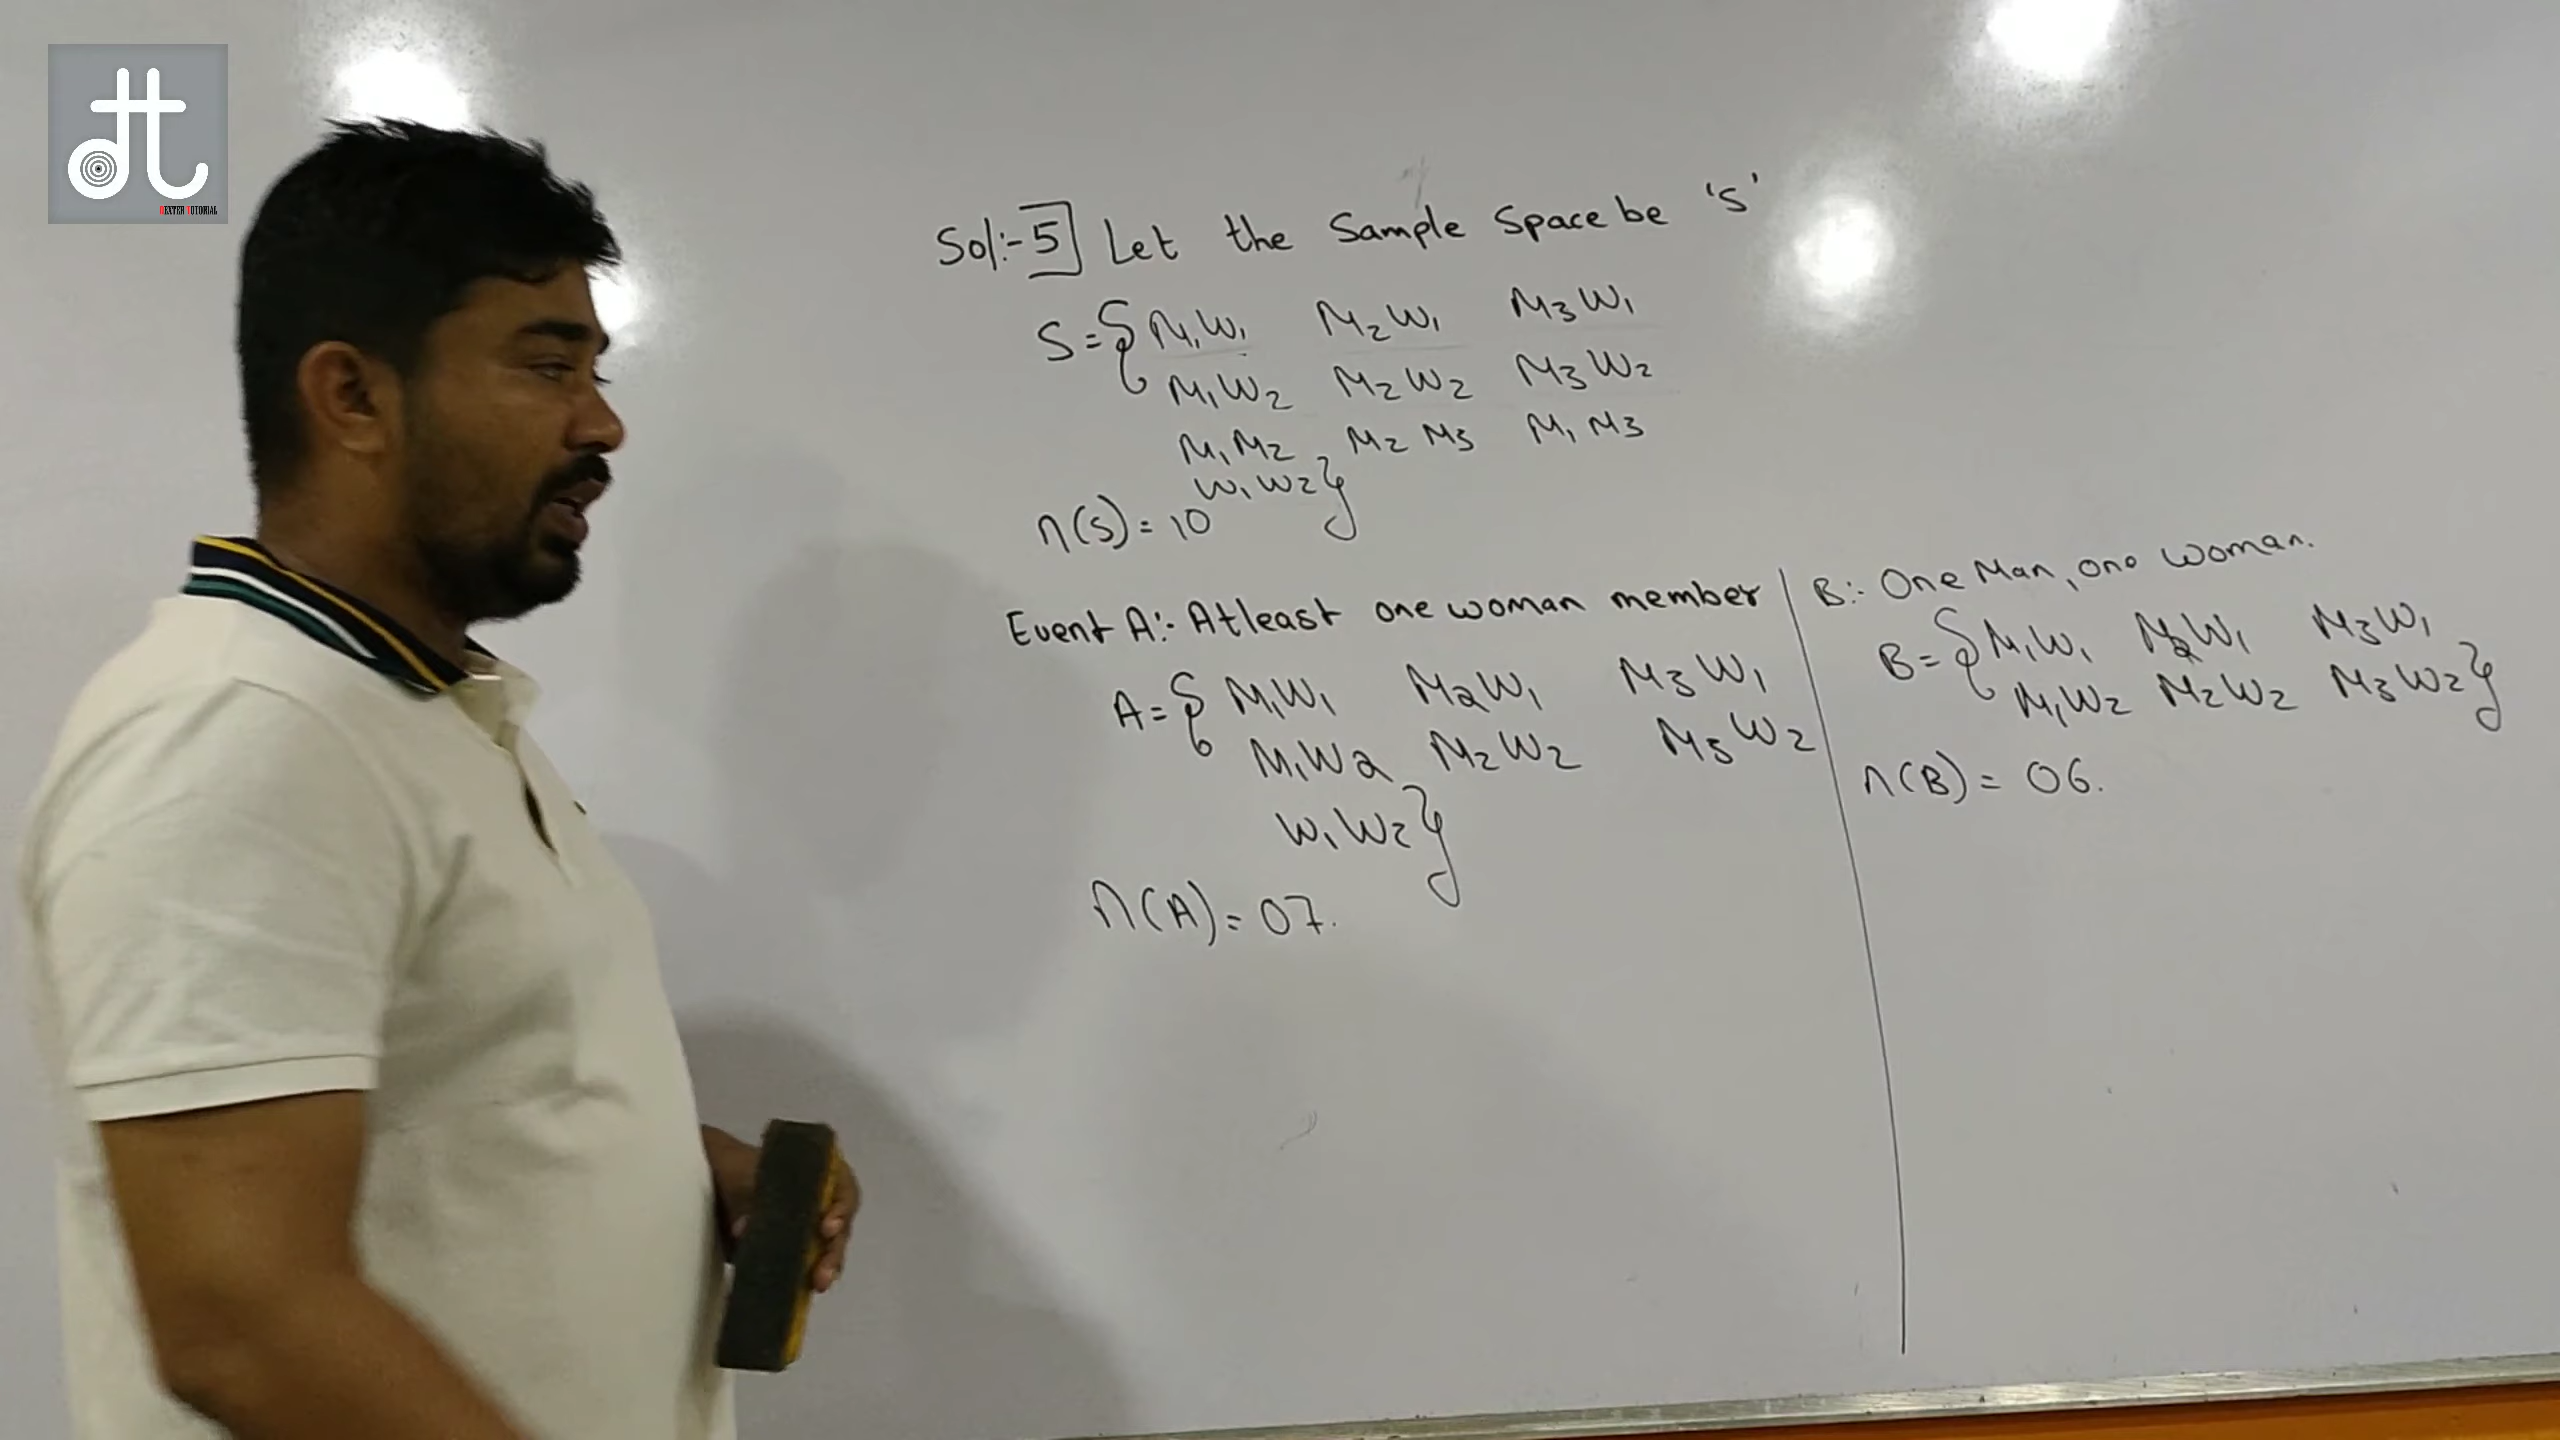 DEXTER TUTORIAL
Sol:- 5] Let the Sample Space be 'S'
S={M1W1 M2W1 M3W1
M1W2 M2W2 M3W2
M1M2 M2M3 M1M3
W1W2}
n(S)=10
Event A:- Atleast one woman member
A={M1W1 M2W1 M3W1
M1W2 M2W2 M3W2
W1W2}
n(A)=07.
B:- One Man, one woman.
B={M1W1 M2W1 M3W1
M1W2 M2W2 M3W2}
n(B)=06.